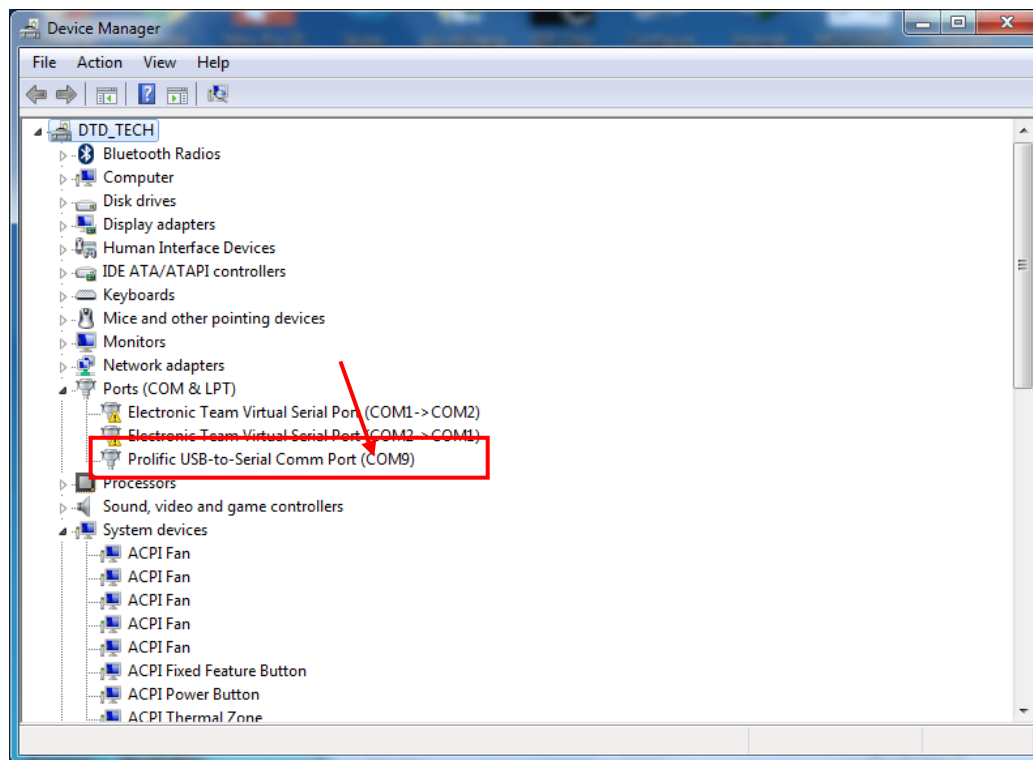 Device Manager
File Action View Help
DTD_TECH
Bluetooth Radios
Computer
Disk drives
Display adapters
Human Interface Devices
IDE ATA/ATAPI controllers
Keyboards
Mice and other pointing devices
Monitors
Network adapters
Ports (COM & LPT)
Electronic Team Virtual Serial Port (COM1->COM2)
Electronic Team Virtual Serial Port (COM2->COM1)
Prolific USB-to-Serial Comm Port (COM9)
Processors
Sound, video and game controllers
System devices
ACPI Fan
ACPI Fan
ACPI Fan
ACPI Fan
ACPI Fan
ACPI Fixed Feature Button
ACPI Power Button
ACPI Thermal Zone